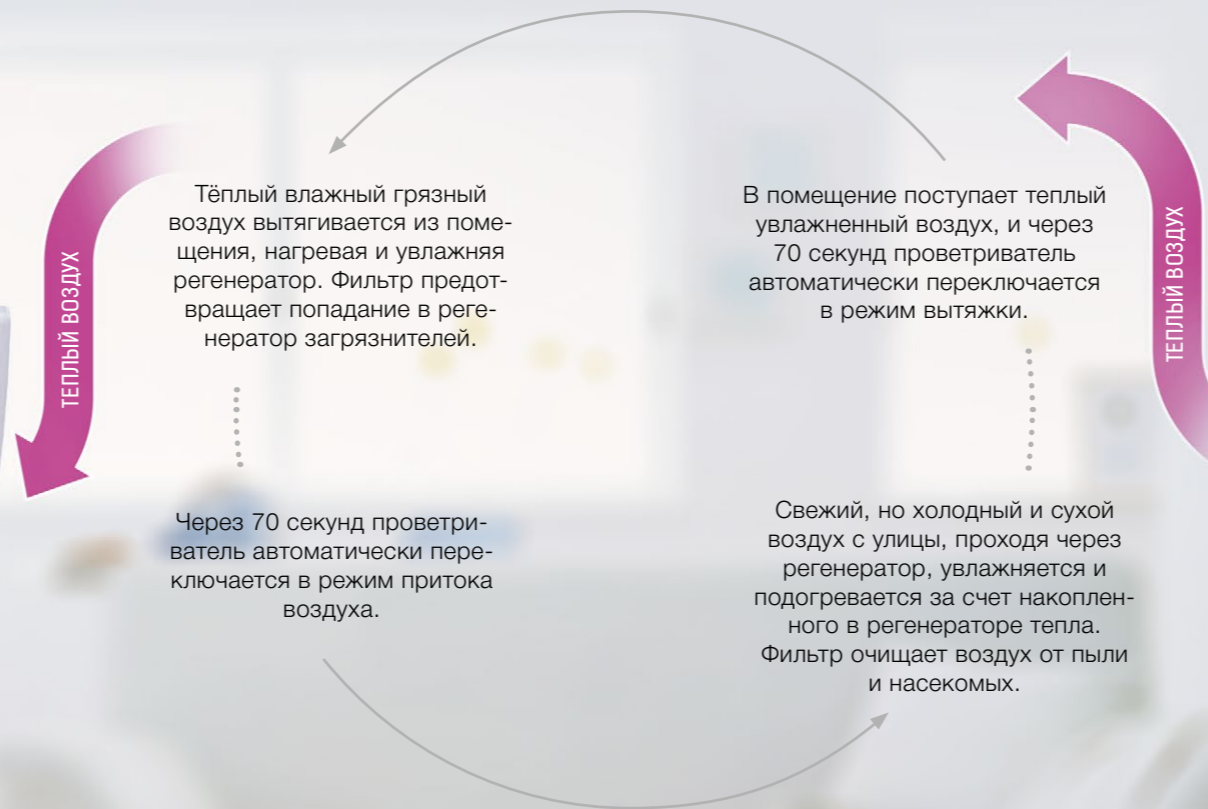 ТЕПЛЫЙ ВОЗДУХ
Тёплый влажный грязный
воздух вытягивается из поме-
щения, нагревая и увлажняя
регенератор. Фильтр предот-
вращает попадание в реге-
нератор загрязнителей.
Через 70 секунд проветри-
ватель автоматически пере-
ключается в режим притока
воздуха.
В помещение поступает теплый
увлажненный воздух, и через
70 секунд проветриватель
автоматически переключается
в режим вытяжки.
Свежий, но холодный и сухой
воздух с улицы, проходя через
регенератор, увлажняется и
подогревается за счет накоплен-
ного в регенераторе тепла.
Фильтр очищает воздух от пыли
и насекомых.
ТЕПЛЫЙ ВОЗДУХ